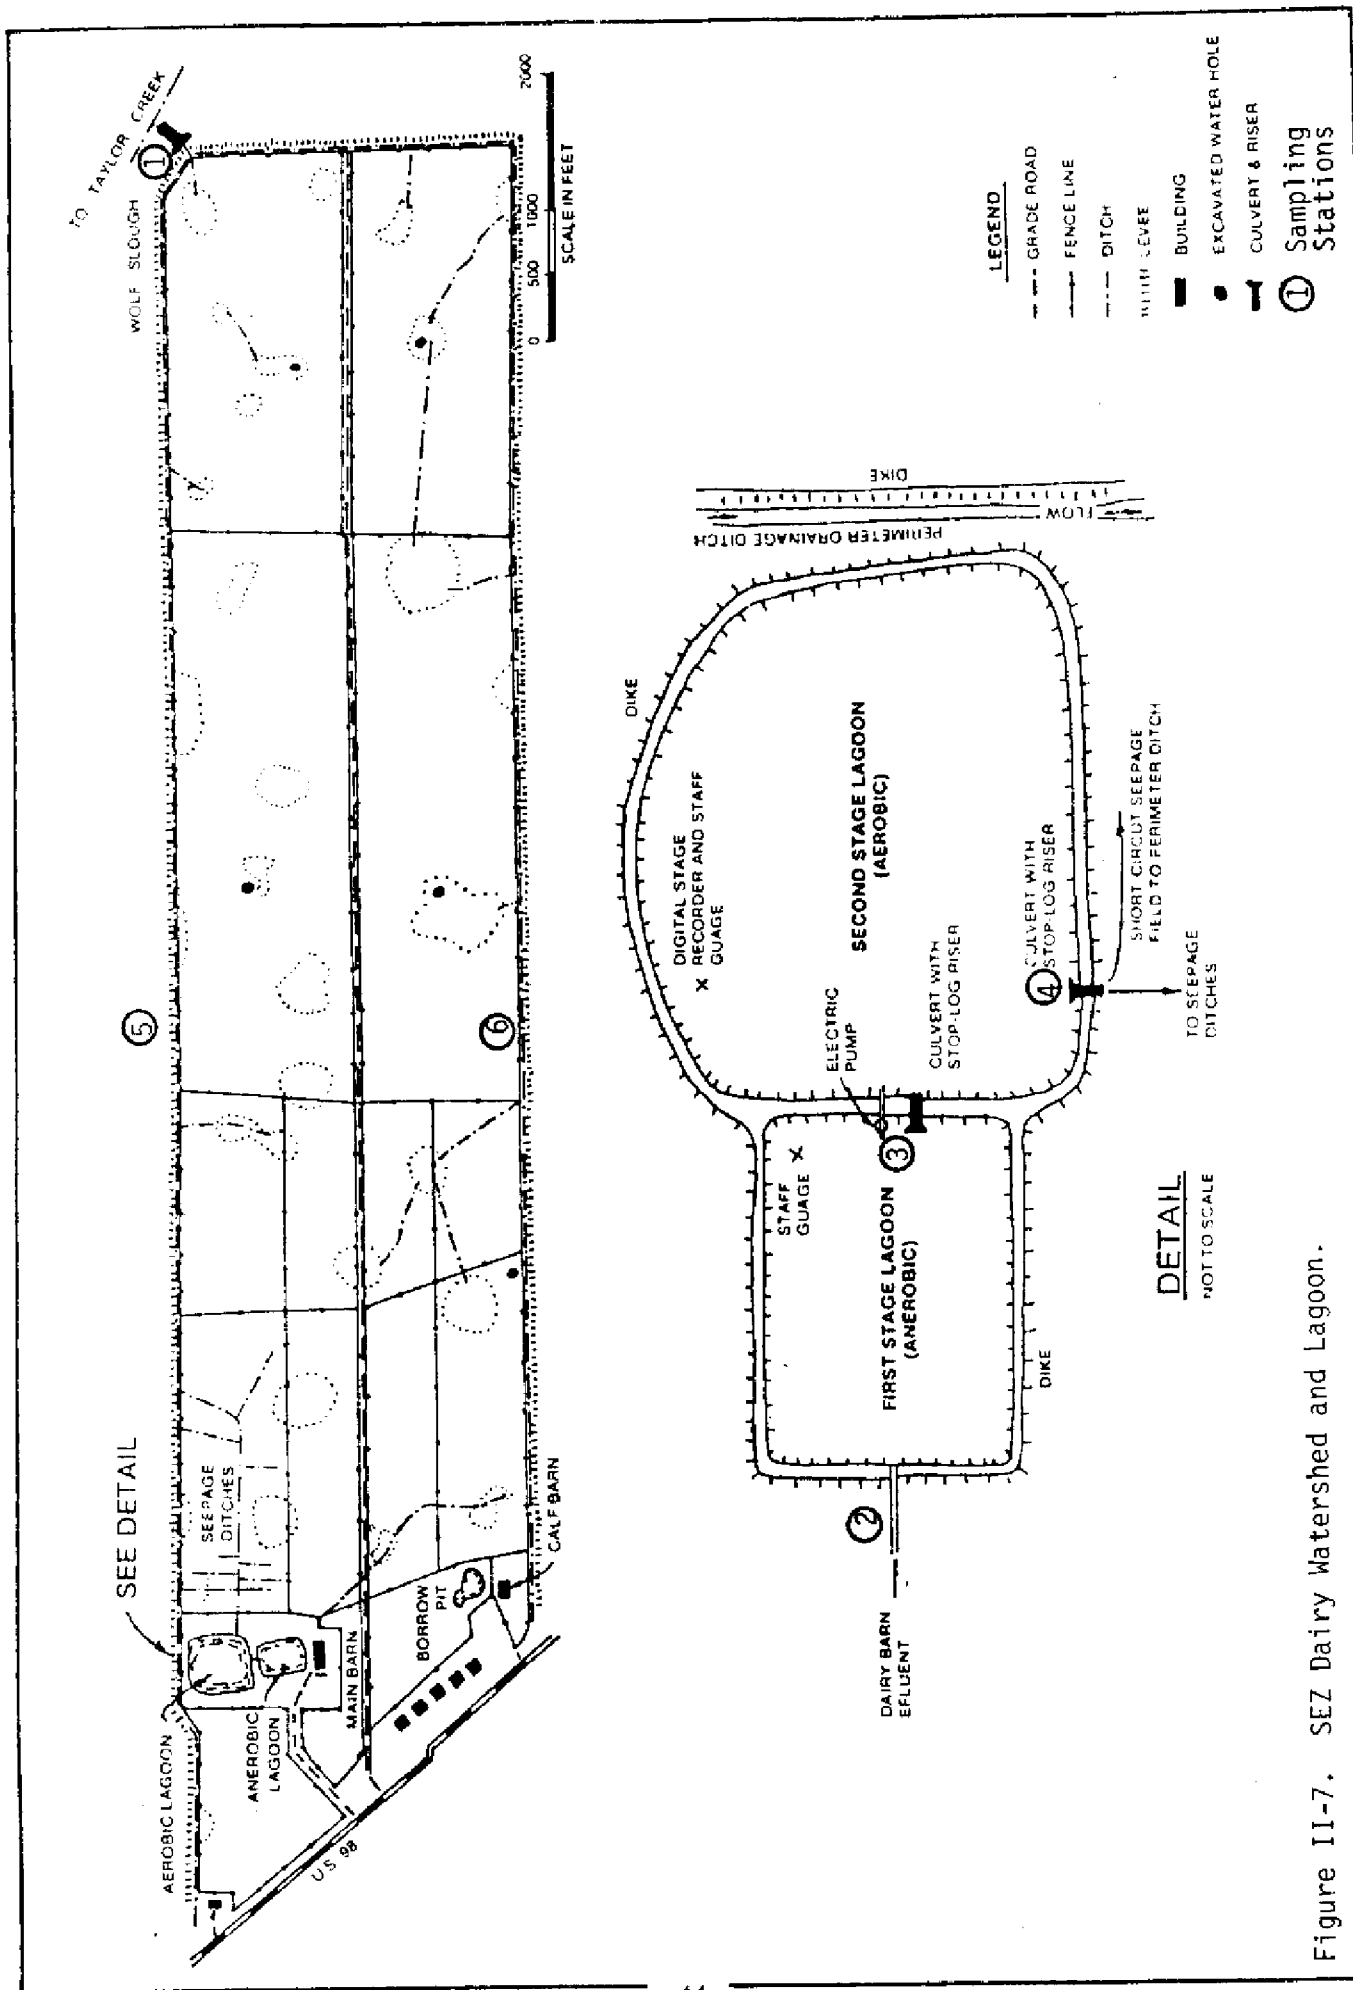 TO TAYLOR CREEK
WOLF SLOUGH
1
0
500
1000
2000
SCALE IN FEET
5
6
SEE DETAIL
SEEPAGE
DITCHES
AEROBIC LAGOON
ANEROBIC
LAGOON
MAIN BARN
BORROW
PIT
CALF BARN
U.S. 98
LEGEND
GRADE ROAD
FENCE LINE
DITCH
LEVEE
BUILDING
EXCAVATED WATER HOLE
CULVERT & RISER
1 Sampling
Stations
DIKE
FLOW
PERIMETER DRAINAGE DITCH
DIKE
DIGITAL STAGE
RECORDER AND STAFF
GUAGE
X
SECOND STAGE LAGOON
(AEROBIC)
ELECTRIC
PUMP
CULVERT WITH
STOP-LOG RISER
4
CULVERT WITH
STOP-LOG RISER
SHORT CIRCUT SEEPAGE
FIELD TO PERIMETER DITCH
TO SEEPAGE
DITCHES
3
STAFF
GUAGE X
FIRST STAGE LAGOON
(ANEROBIC)
DIKE
2
DAIRY BARN
EFLUENT
DETAIL
NOT TO SCALE
Figure II-7. SEZ Dairy Watershed and Lagoon.